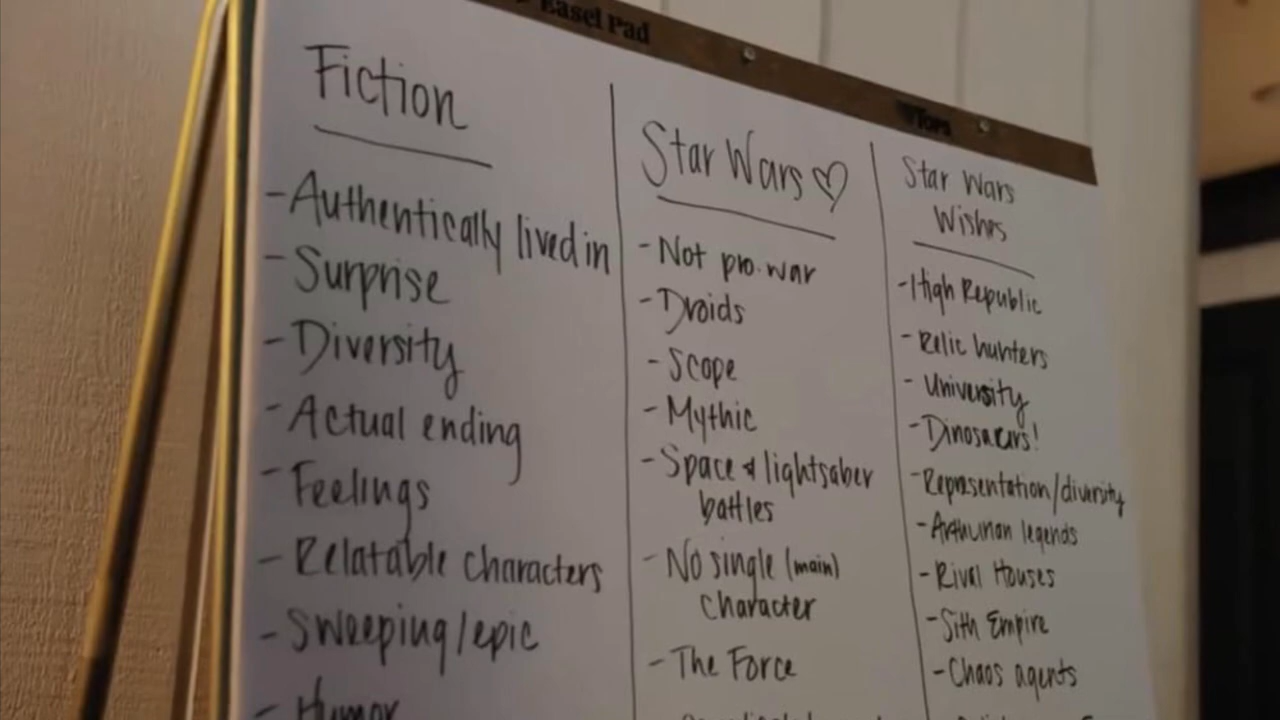 Easel Pad
Tops
Fiction
- Authentically lived in
- Surprise
- Diversity
- Actual ending
- Feelings
- Relatable characters
- Sweeping/epic
- Humor
Star Wars ♡
- Not pro.war
- Droids
- Scope
- Mythic
- Space & lightsaber
battles
- No single (main)
character
- The Force
Star Wars
Wishes
- High Republic
- Relic hunters
- University
- Dinosaurs!
- Representation/diversity
- Arthurian legends
- Rival Houses
- Sith Empire
- Chaos agents